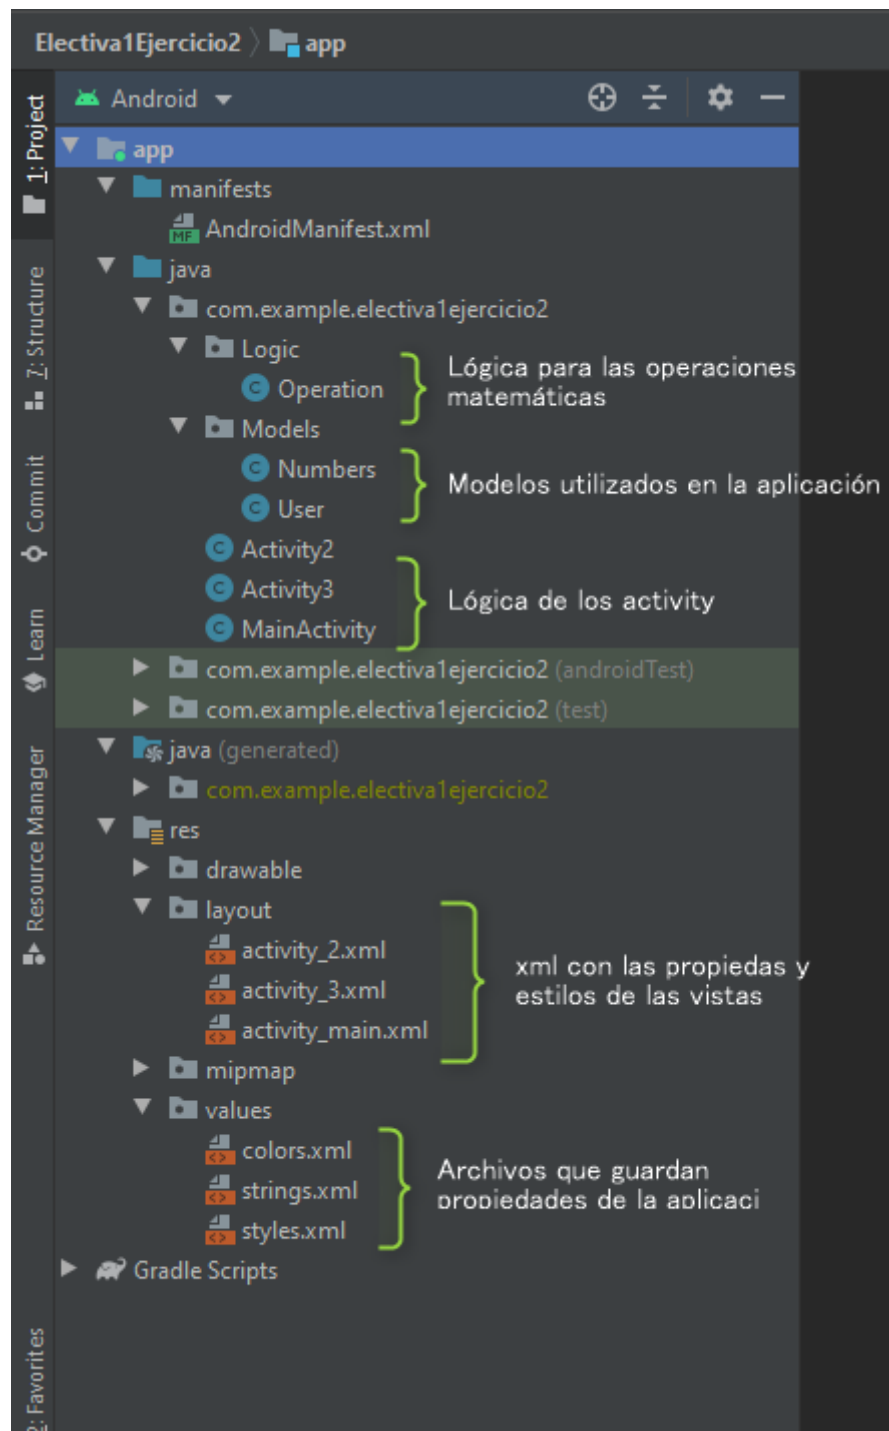 Electiva1Ejercicio2 app
Android
1: Project
7: Structure
Commit
Learn
Resource Manager
2: Favorites
app
manifests
AndroidManifest.xml
java
com.example.electiva1ejercicio2
Logic
Operation
Lógica para las operaciones
matemáticas
Models
Numbers
User
Modelos utilizados en la aplicación
Activity2
Activity3
MainActivity
Lógica de los activity
com.example.electiva1ejercicio2 (androidTest)
com.example.electiva1ejercicio2 (test)
java (generated)
com.example.electiva1ejercicio2
res
drawable
layout
activity_2.xml
activity_3.xml
activity_main.xml
xml con las propiedas y
estilos de las vistas
mipmap
values
colors.xml
strings.xml
styles.xml
Archivos que guardan
propiedades de la aplicaci
Gradle Scripts